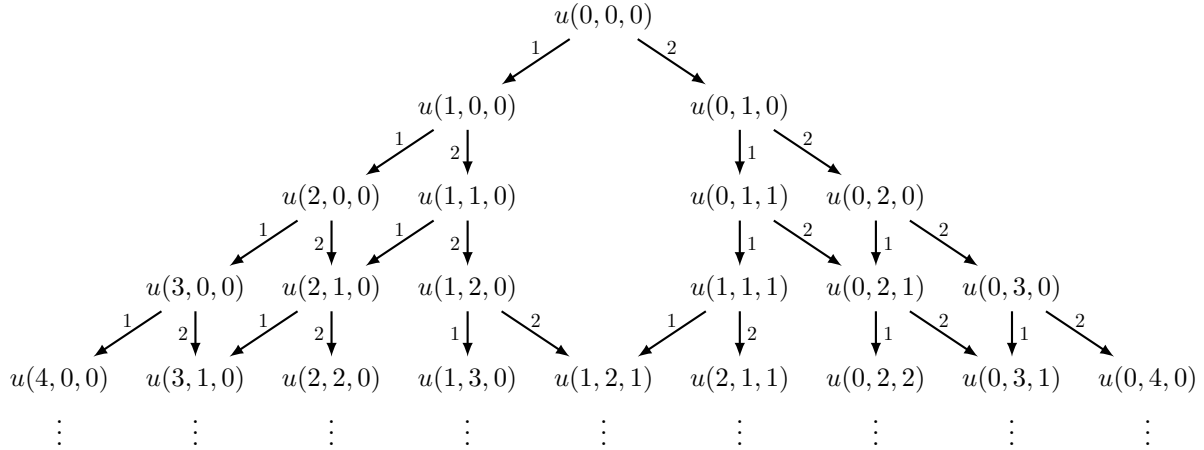 u(0, 0, 0)
1 2
u(1, 0, 0) u(0, 1, 0)
1 2 1 2
u(2, 0, 0) u(1, 1, 0) u(0, 1, 1) u(0, 2, 0)
1 2 1 2 1 2 1 2
u(3, 0, 0) u(2, 1, 0) u(1, 2, 0) u(1, 1, 1) u(0, 2, 1) u(0, 3, 0)
1 2 1 2 1 2 1 2 1 2 1 2
u(4, 0, 0) u(3, 1, 0) u(2, 2, 0) u(1, 3, 0) u(1, 2, 1) u(2, 1, 1) u(0, 2, 2) u(0, 3, 1) u(0, 4, 0)
⋮ ⋮ ⋮ ⋮ ⋮ ⋮ ⋮ ⋮ ⋮